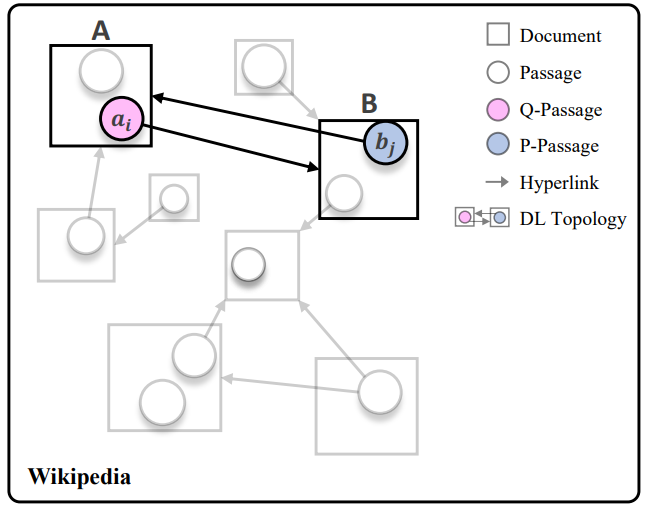 A
B
a_i
b_j
Document
Passage
Q-Passage
P-Passage
Hyperlink
DL Topology
Wikipedia